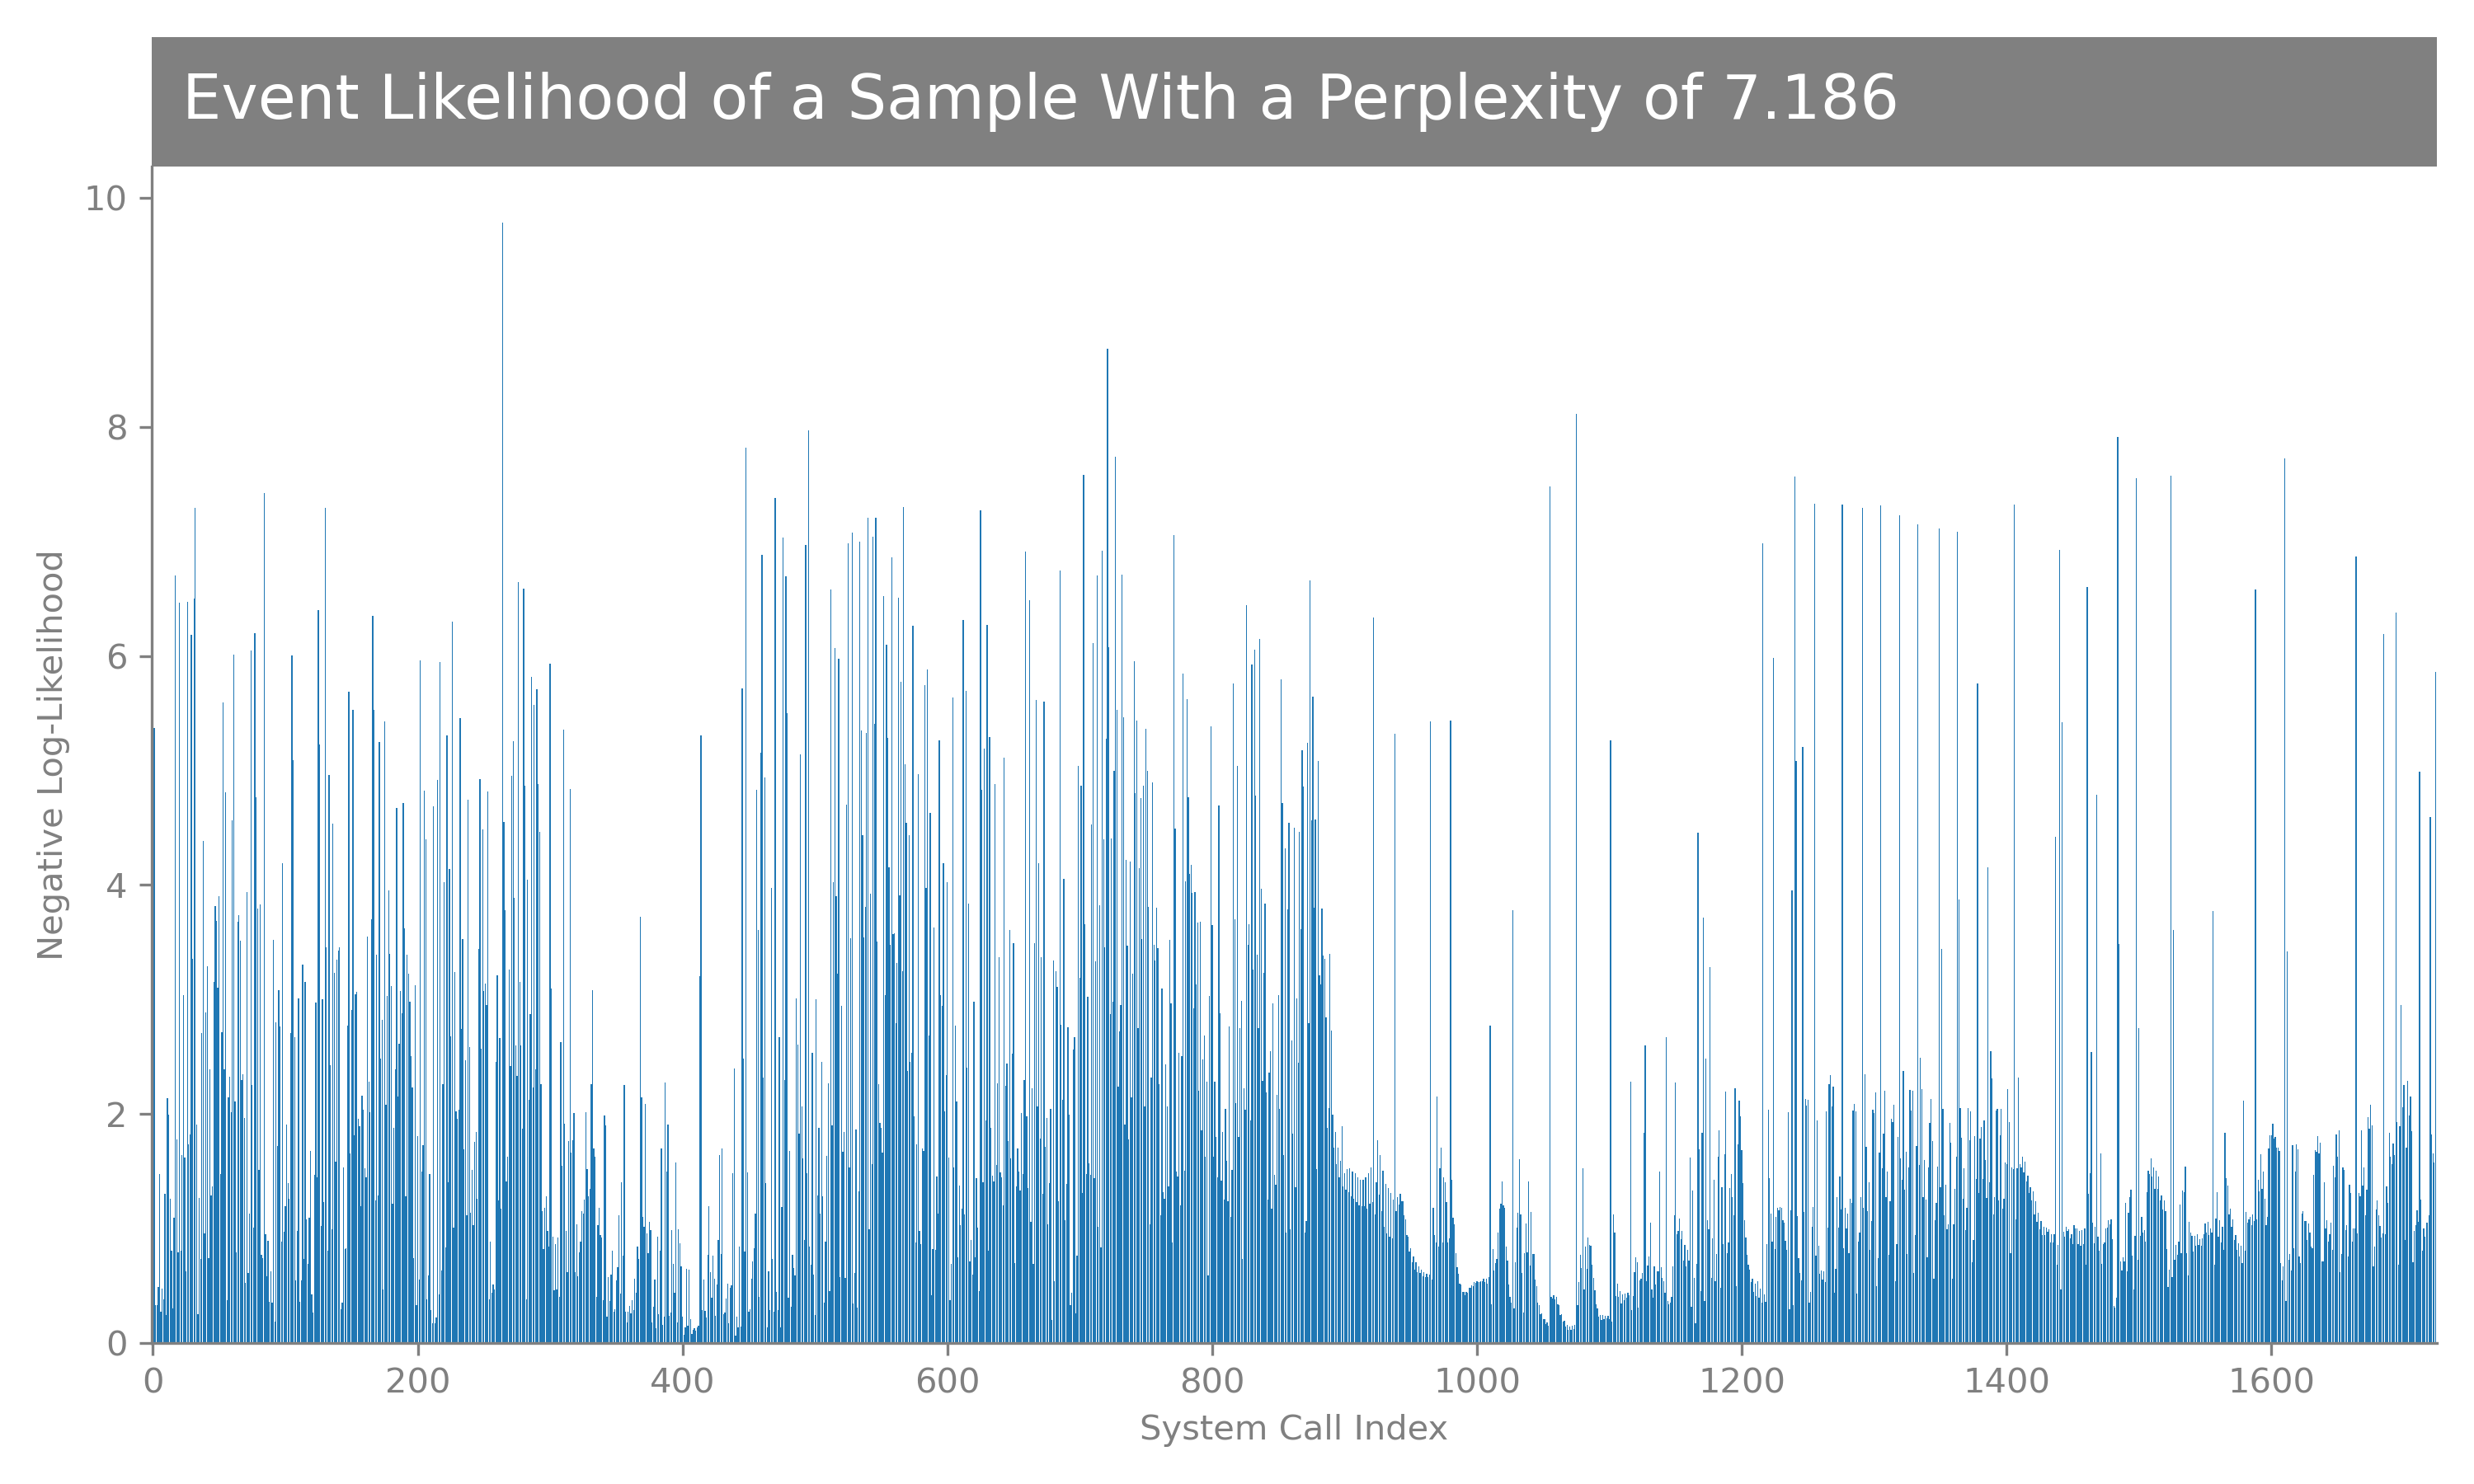 Event Likelihood of a Sample With a Perplexity of 7.186
10
8
6
4
2
0
Negative Log-Likelihood
0 200 400 600 800 1000 1200 1400 1600
System Call Index